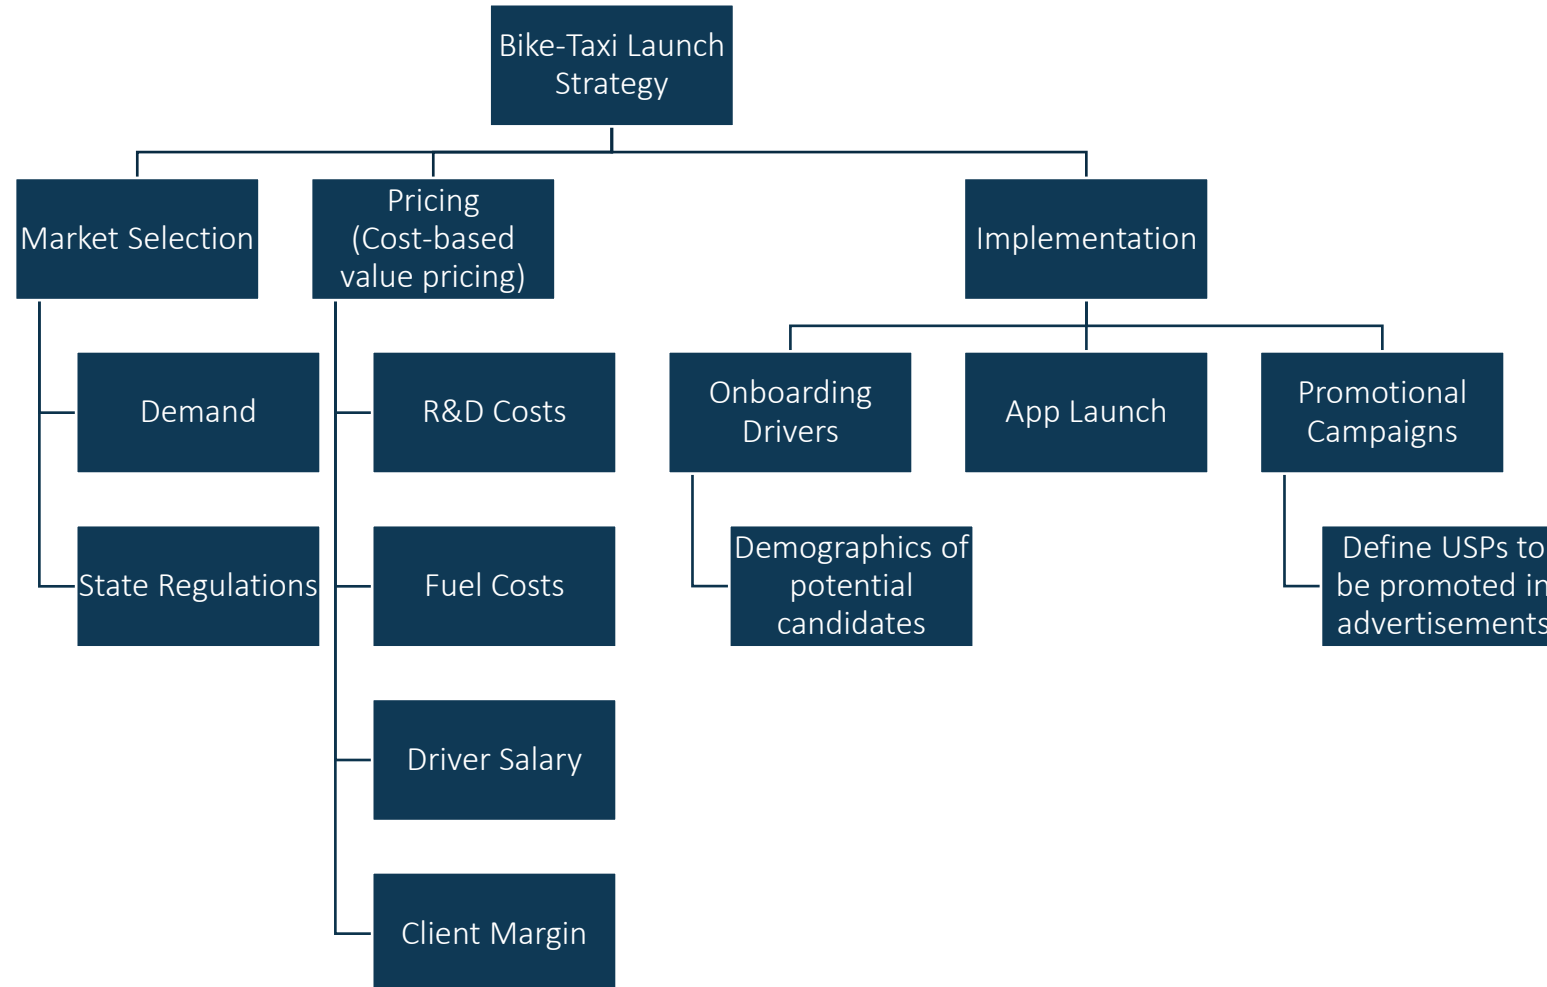 Bike-Taxi Launch
Strategy
Market Selection
Pricing
(Cost-based
value pricing)
Implementation
Demand
State Regulations
R&D Costs
Fuel Costs
Driver Salary
Client Margin
Onboarding
Drivers
Demographics of
potential
candidates
App Launch
Promotional
Campaigns
Define USPs to
be promoted in
advertisements